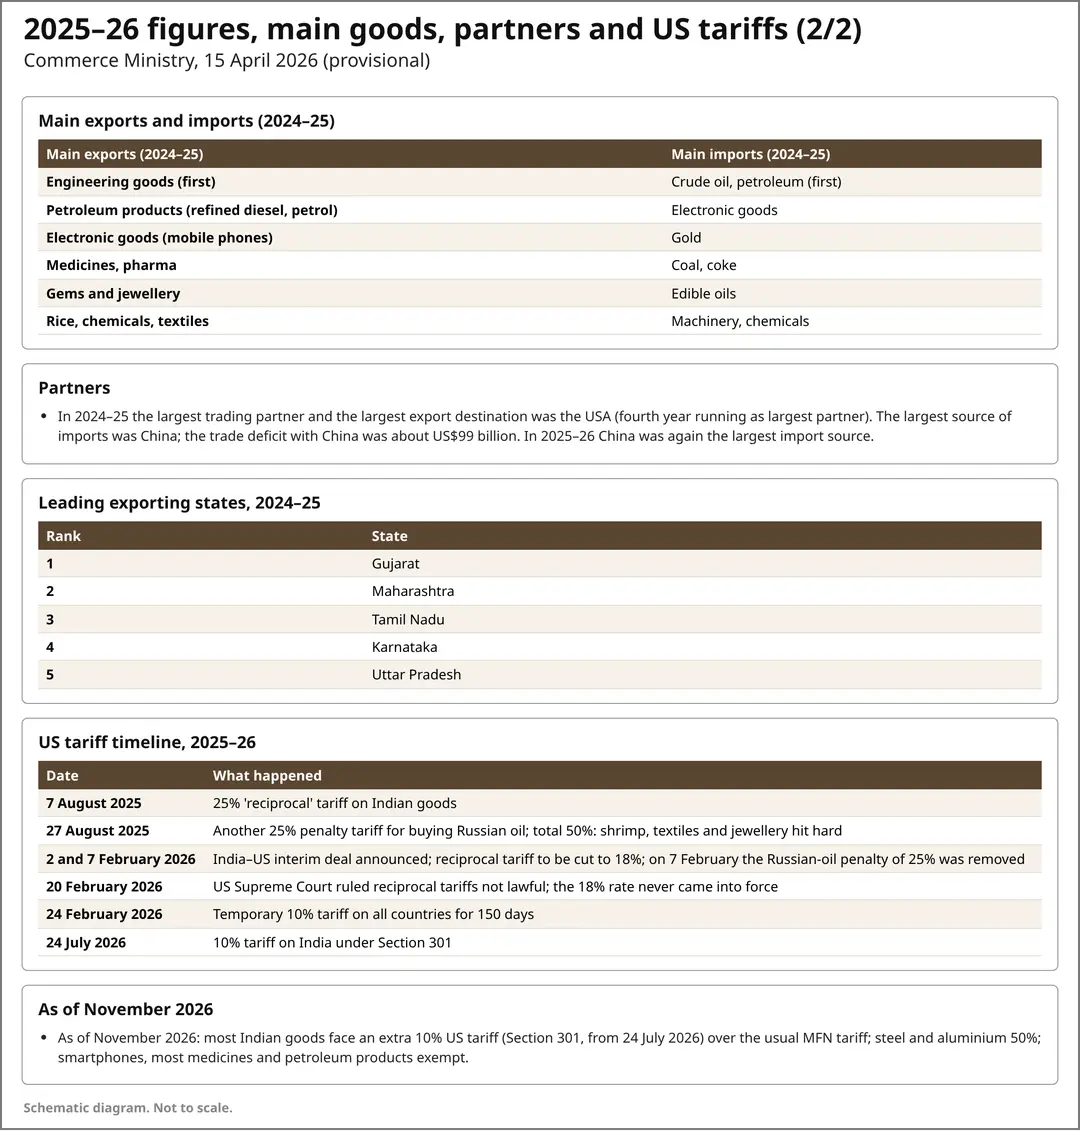 2025–26 figures, main goods, partners and US tariffs (2/2)
Commerce Ministry, 15 April 2026 (provisional)
Main exports and imports (2024–25)
Main exports (2024–25) Main imports (2024–25)
Engineering goods (first) Crude oil, petroleum (first)
Petroleum products (refined diesel, petrol) Electronic goods
Electronic goods (mobile phones) Gold
Medicines, pharma Coal, coke
Gems and jewellery Edible oils
Rice, chemicals, textiles Machinery, chemicals
Partners
• In 2024–25 the largest trading partner and the largest export destination was the USA (fourth year running as largest partner). The largest source of
imports was China; the trade deficit with China was about US$99 billion. In 2025–26 China was again the largest import source.
Leading exporting states, 2024–25
Rank State
1 Gujarat
2 Maharashtra
3 Tamil Nadu
4 Karnataka
5 Uttar Pradesh
US tariff timeline, 2025–26
Date What happened
7 August 2025 25% 'reciprocal' tariff on Indian goods
27 August 2025 Another 25% penalty tariff for buying Russian oil; total 50%: shrimp, textiles and jewellery hit hard
2 and 7 February 2026 India–US interim deal announced; reciprocal tariff to be cut to 18%; on 7 February the Russian-oil penalty of 25% was removed
20 February 2026 US Supreme Court ruled reciprocal tariffs not lawful; the 18% rate never came into force
24 February 2026 Temporary 10% tariff on all countries for 150 days
24 July 2026 10% tariff on India under Section 301
As of November 2026
• As of November 2026: most Indian goods face an extra 10% US tariff (Section 301, from 24 July 2026) over the usual MFN tariff; steel and aluminium 50%;
smartphones, most medicines and petroleum products exempt.
Schematic diagram. Not to scale.